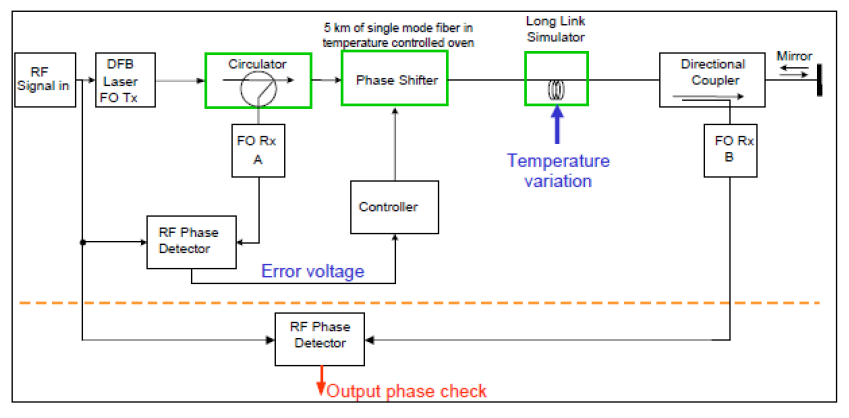 5 km of single mode fiber in
temperature controlled oven
Long Link
Simulator
RF
Signal in
DFB
Laser
FO Tx
Circulator
Phase Shifter
Directional
Coupler
Mirror
FO Rx
A
FO Rx
B
Temperature
variation
Controller
RF Phase
Detector
Error voltage
RF Phase
Detector
Output phase check